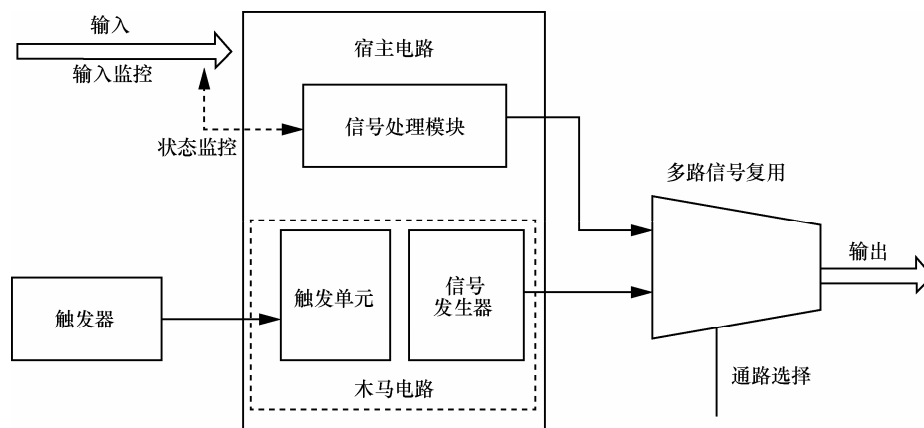 输入
输入监控
状态监控
宿主电路
信号处理模块
多路信号复用
输出
触发器
触发单元
信号
发生器
木马电路
通路选择